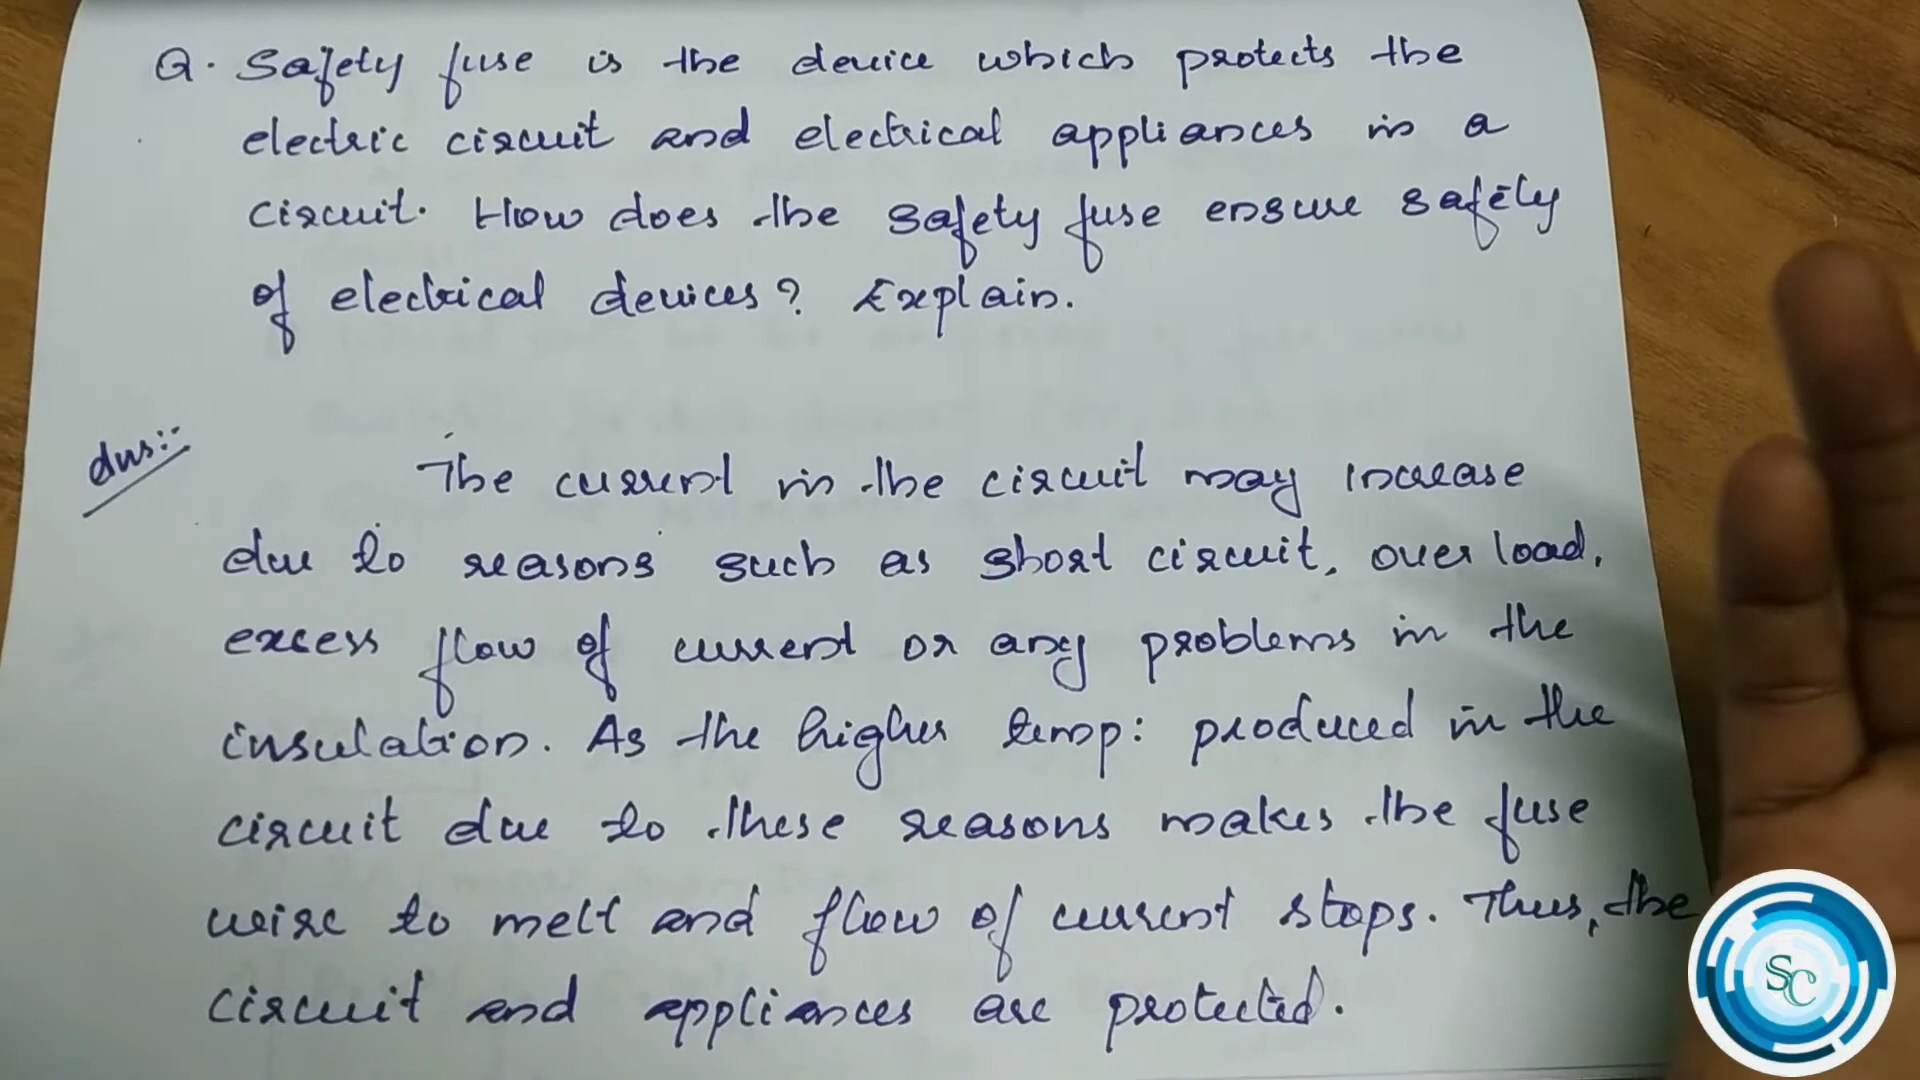 Q. Safety fuse is the device which protects the
electric circuit and electrical appliances in a
circuit. How does the safety fuse ensure safety
of electrical devices? Explain.
Ans:-
The current in the circuit may increase
due to reasons such as short circuit, over load,
excess flow of current or any problems in the
insulation. As the higher temp: produced in the
circuit due to these reasons makes the fuse
wire to melt and flow of current stops. Thus, the
circuit and appliances are protected.
SC